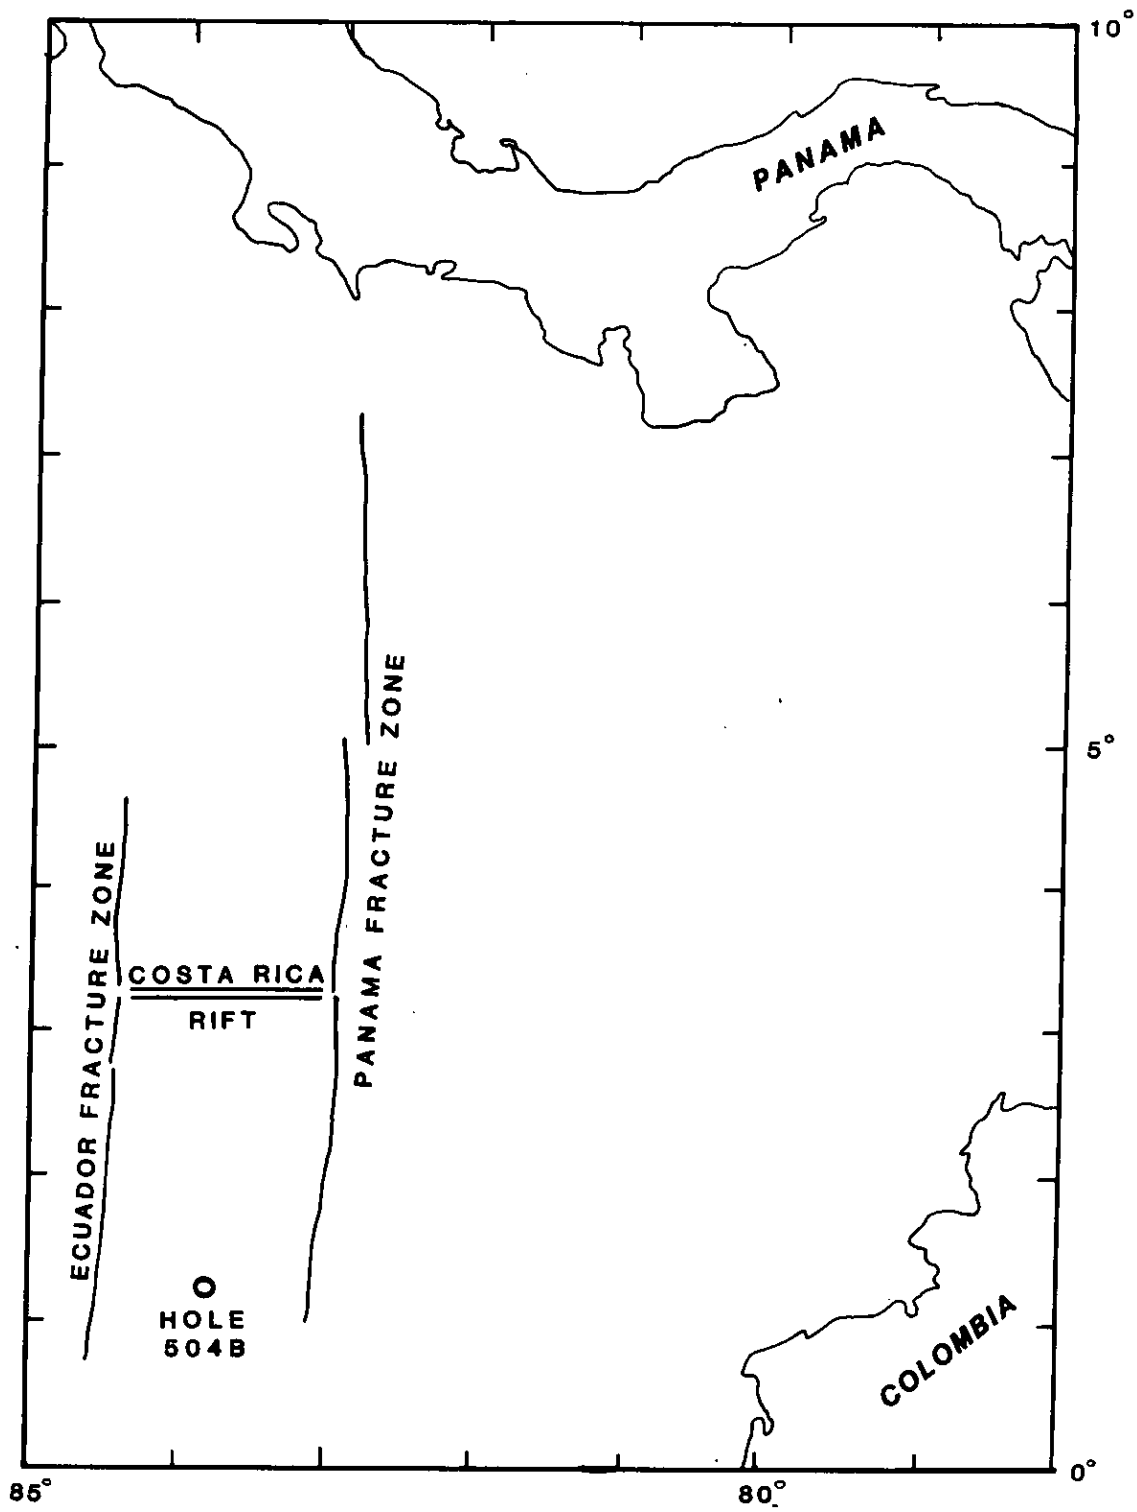 10°
PANAMA
5°
PANAMA FRACTURE ZONE
ECUADOR FRACTURE ZONE
COSTA RICA
RIFT
HOLE
504B
COLOMBIA
0°
85°
80°